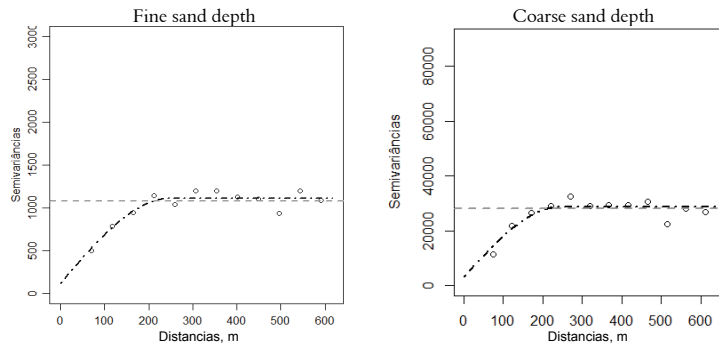 Fine sand depth
Semivariâncias
0 500 1000 1500 2000 2500 3000
0 100 200 300 400 500 600
Distancias, m
Coarse sand depth
Semivariâncias
0 20000 40000 60000 80000
0 100 200 300 400 500 600
Distancias, m